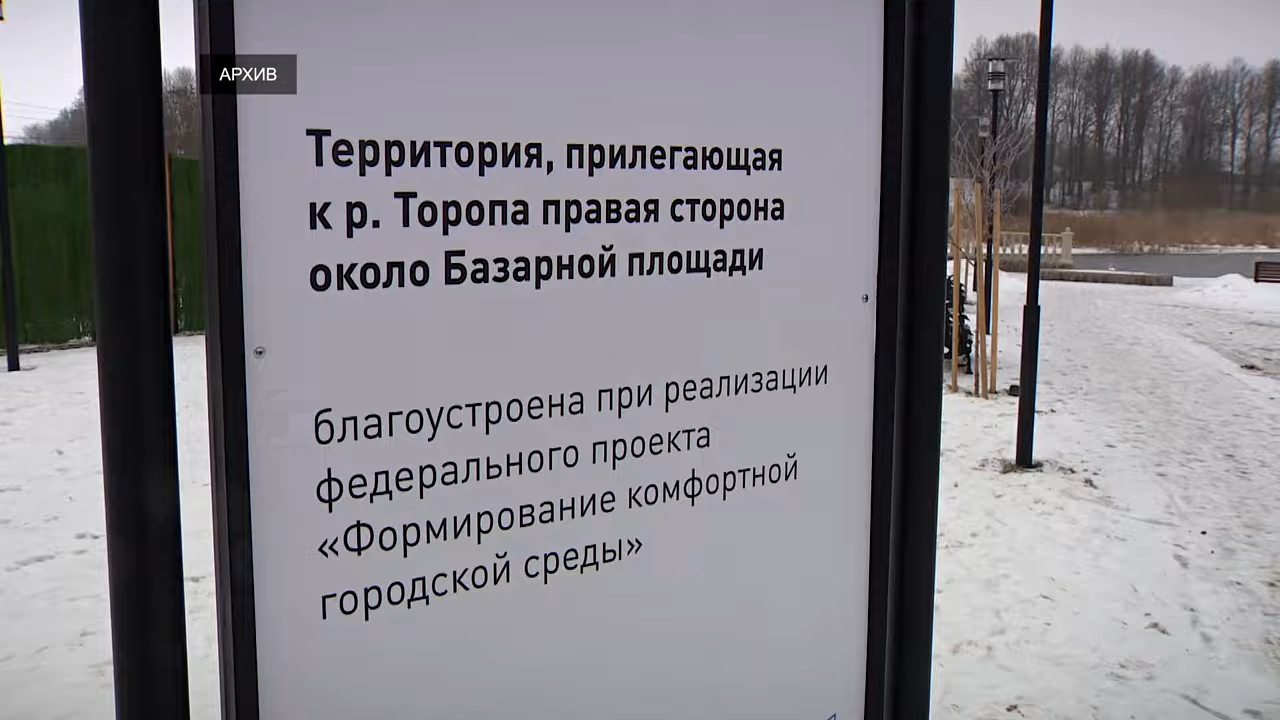 АРХИВ
Территория, прилегающая
к р. Торопа правая сторона
около Базарной площади
благоустроена при реализации
федерального проекта
«Формирование комфортной
городской среды»